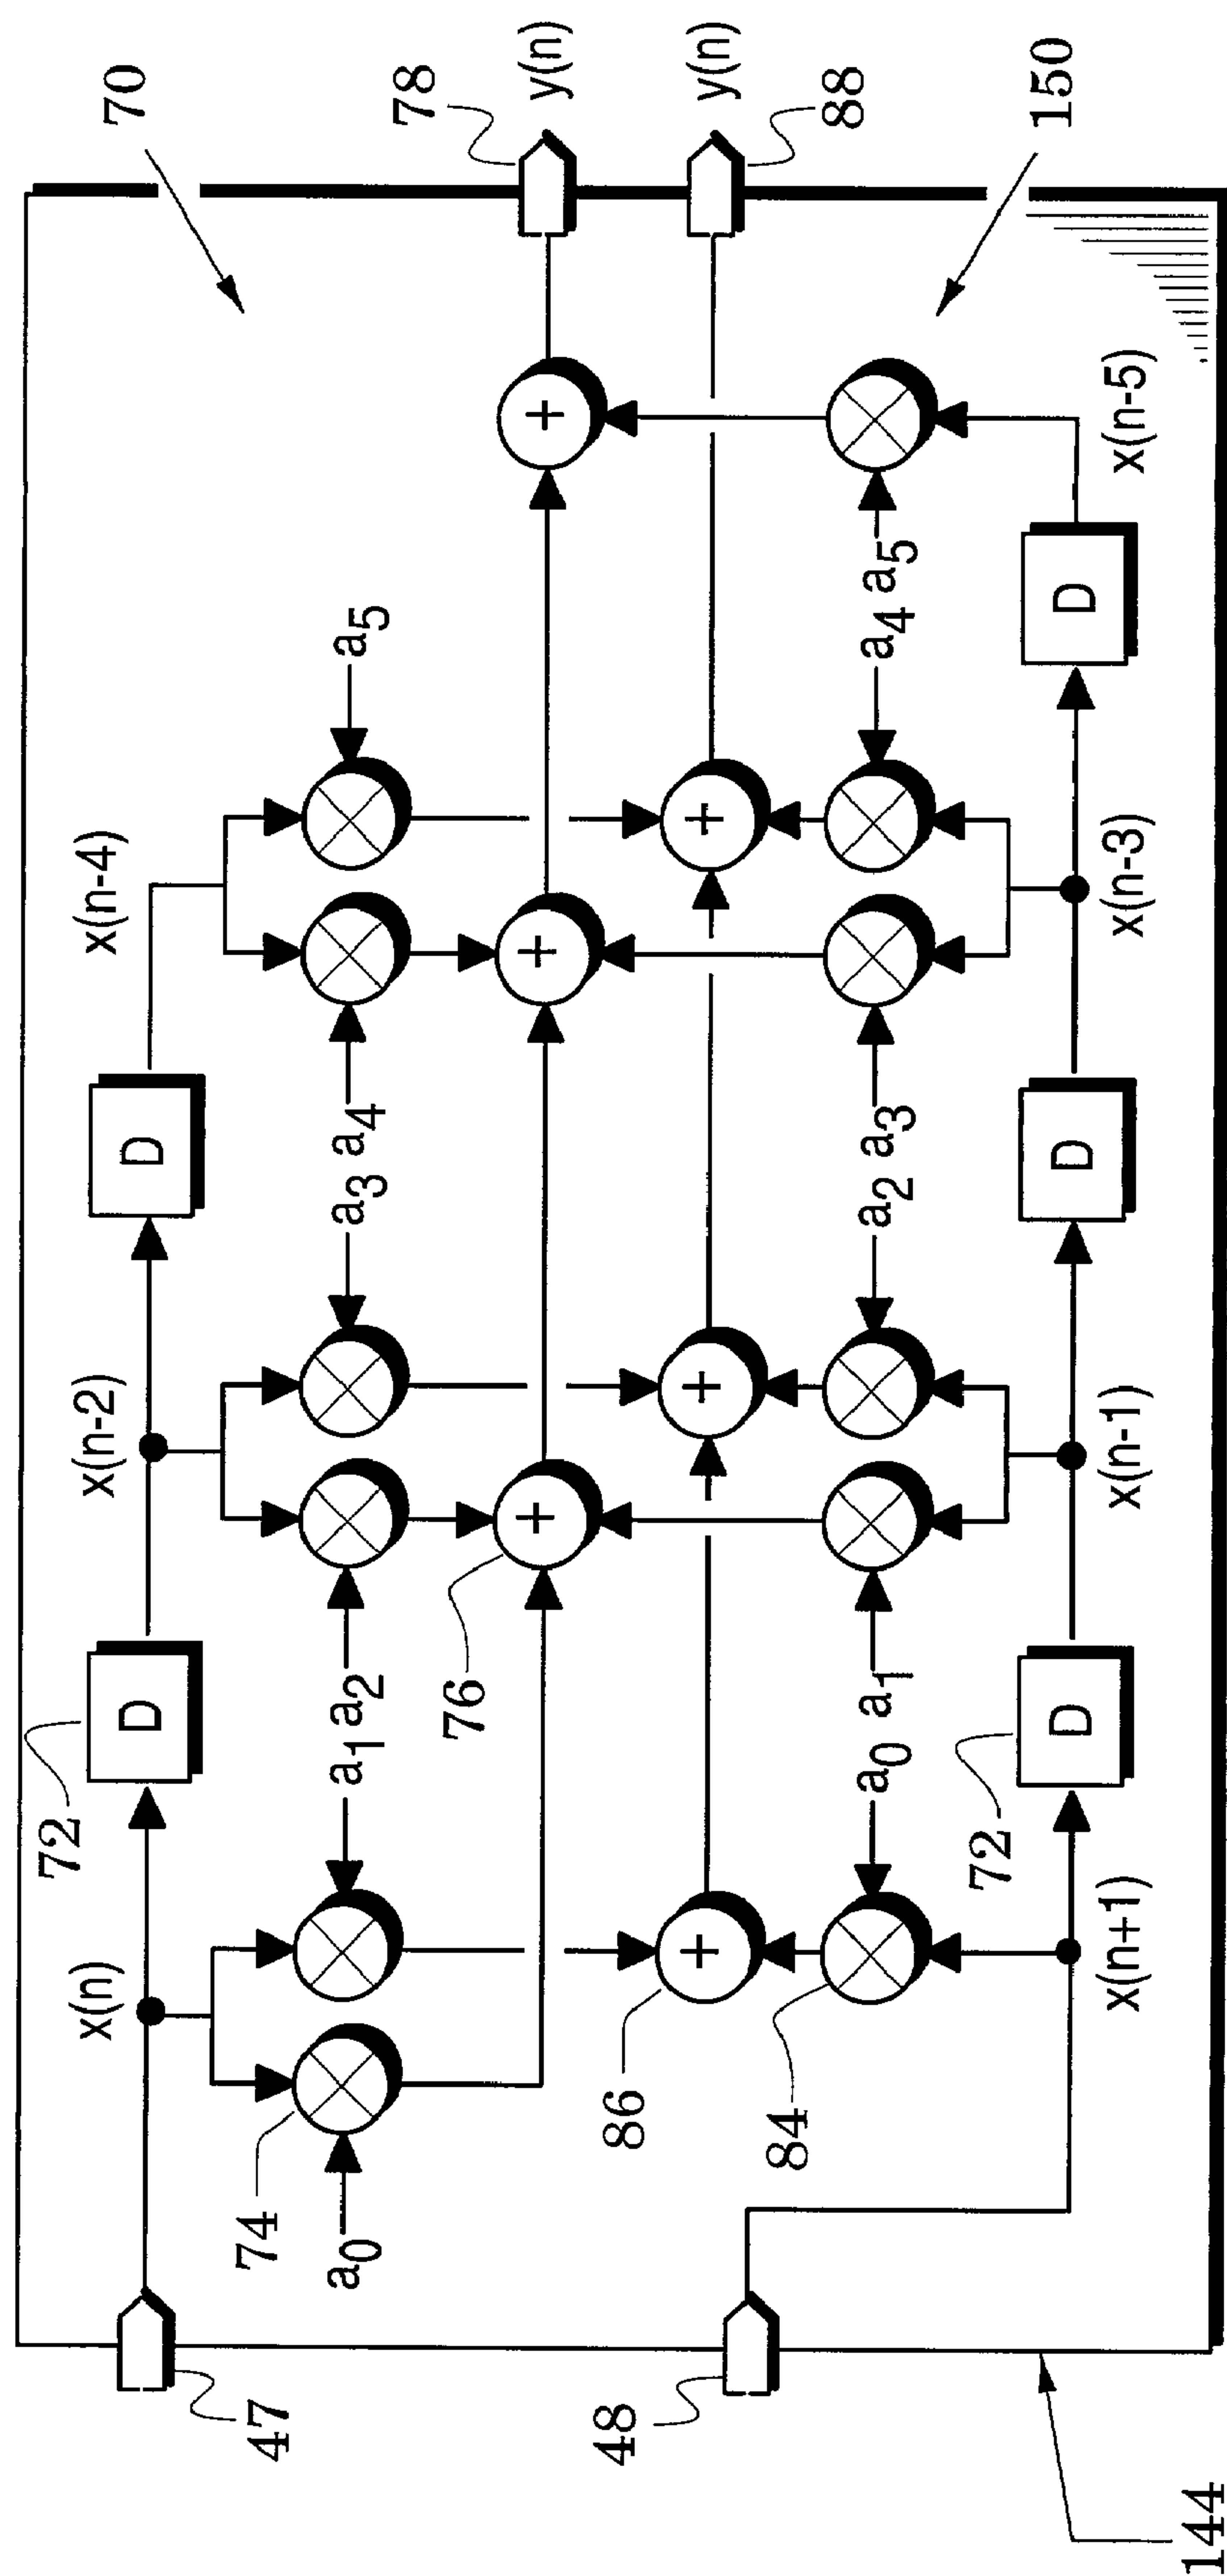 70
150
78
y(n)
y(n)
88
x(n)
x(n-2)
x(n-4)
72
D
D
74
a0
a1 a2
a3 a4
a5
76
+
+
+
+
+
+
86
84
a0 a1
a2 a3
a4 a5
72
D
D
D
x(n+1)
x(n-1)
x(n-3)
x(n-5)
47
48
144